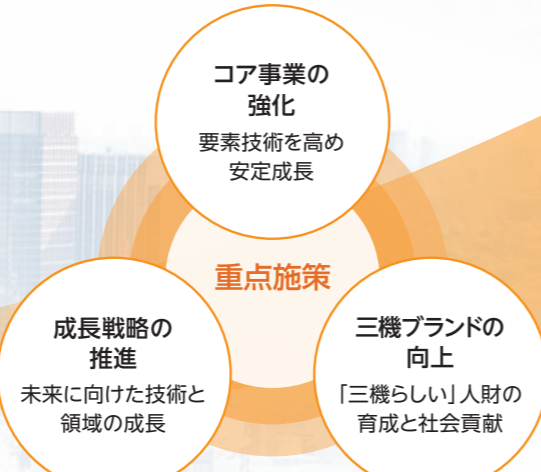 コア事業の
強化
要素技術を高め
安定成長
重点施策
成長戦略の
推進
未来に向けた技術と
領域の成長
三機ブランドの
向上
「三機らしい」人財の
育成と社会貢献